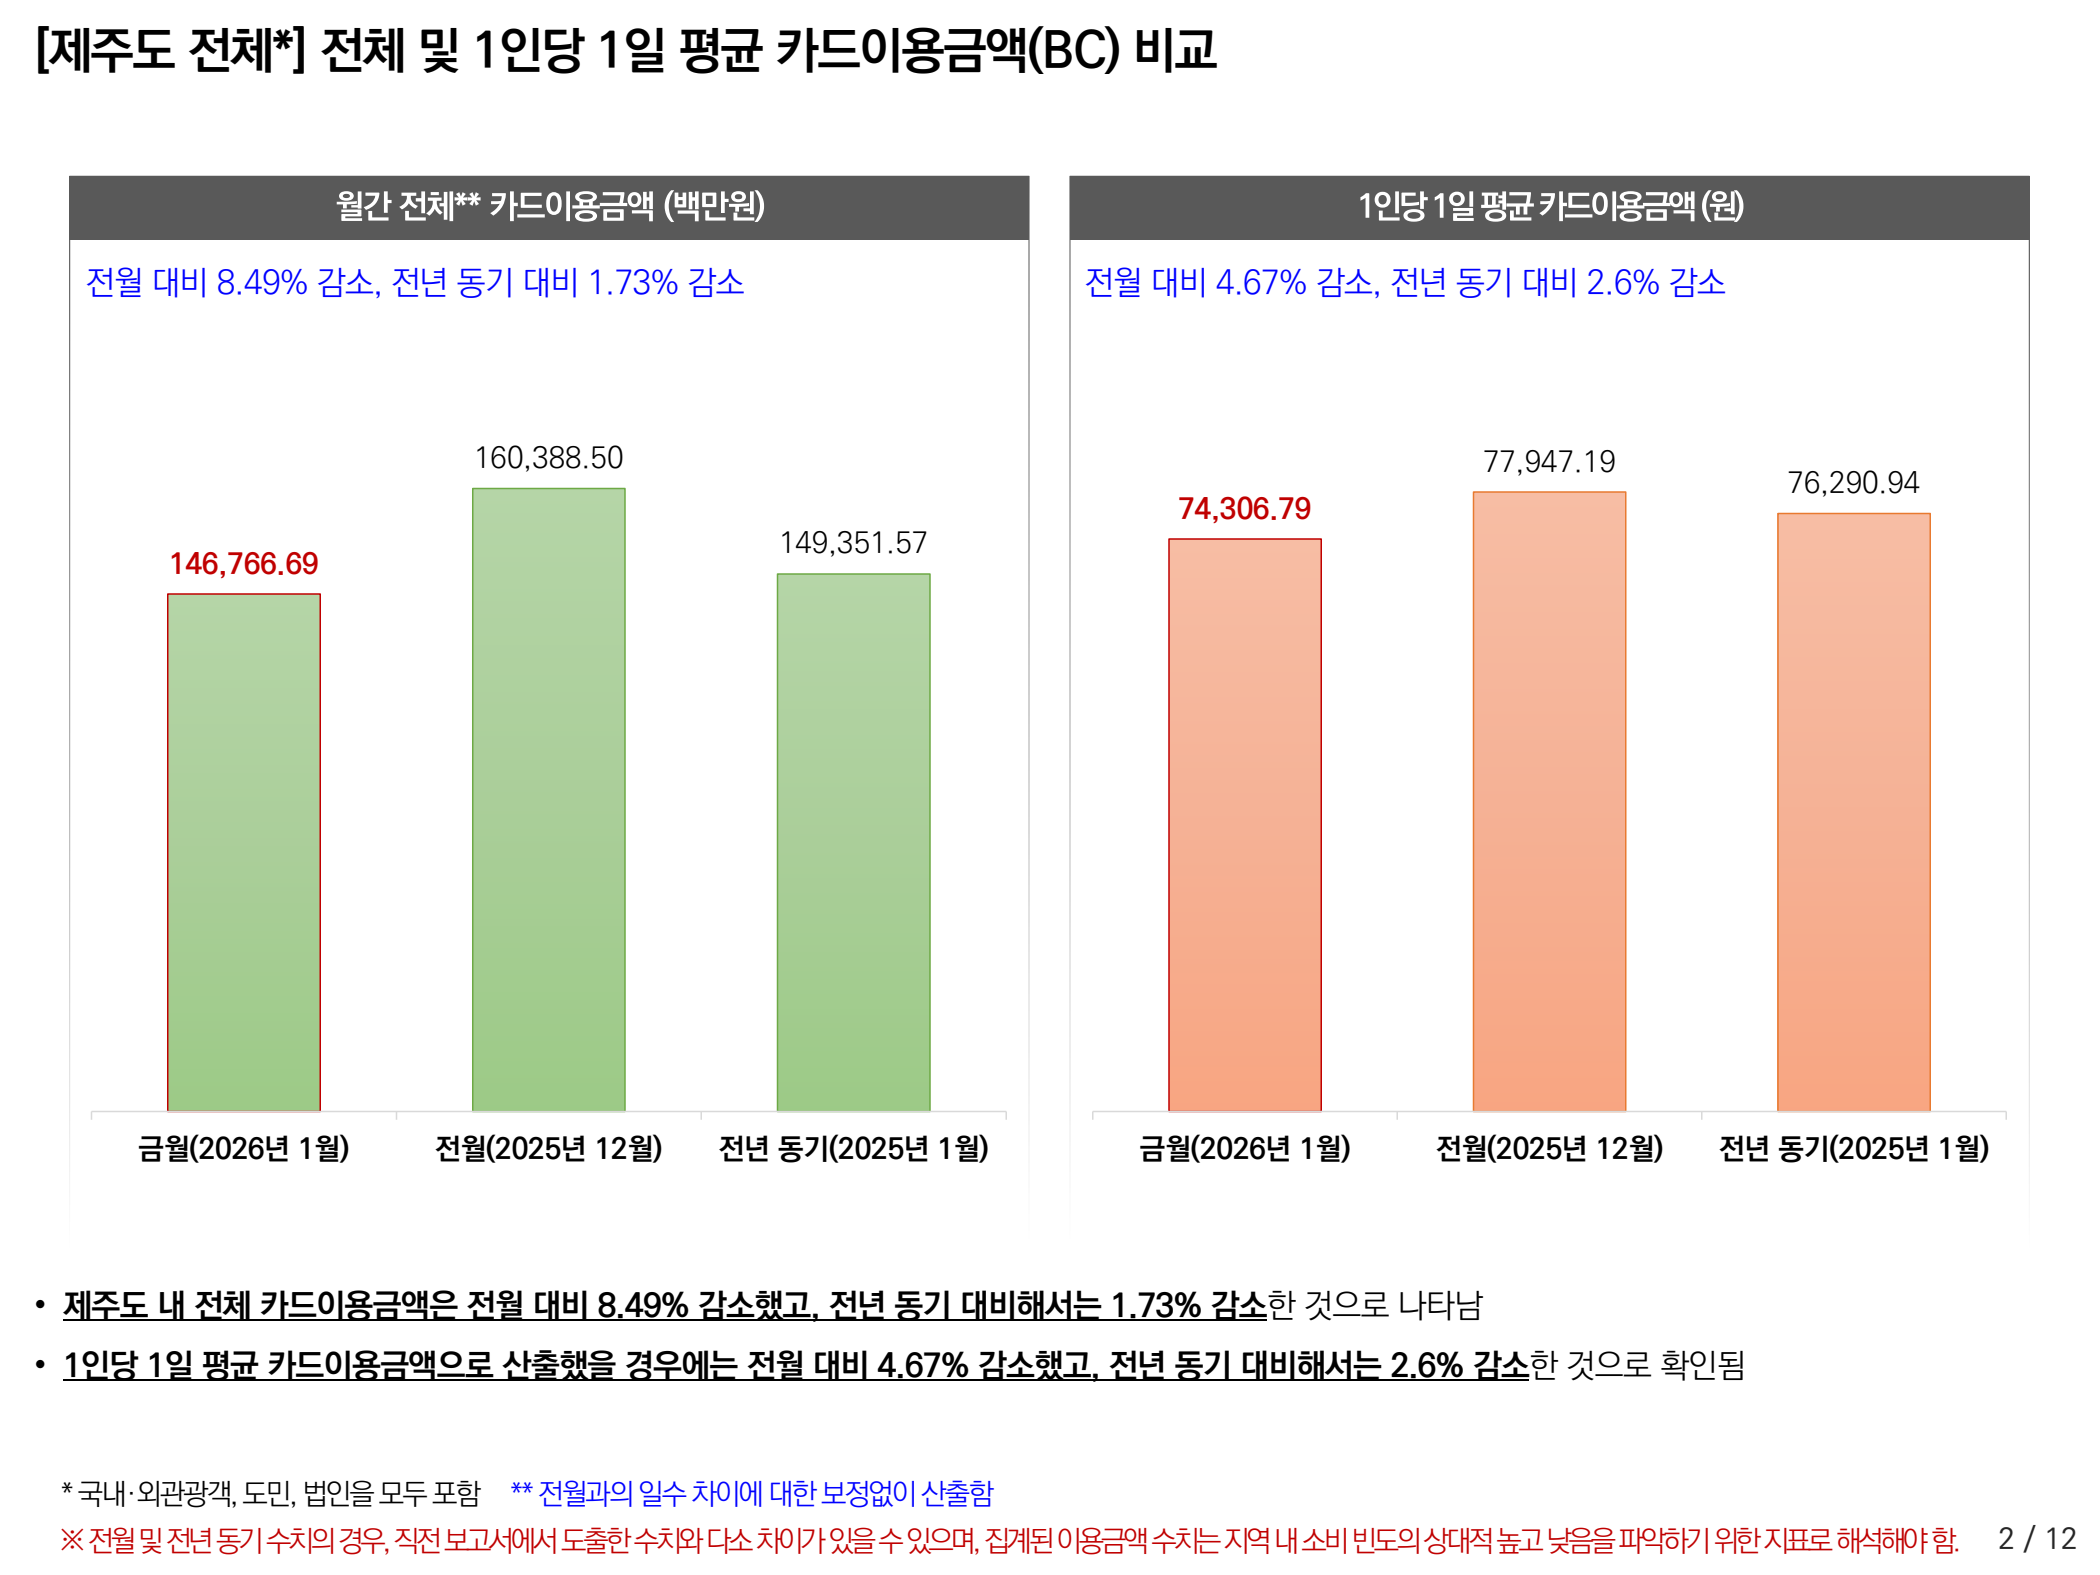 [제주도 전체*] 전체 및 1인당 1일 평균 카드이용금액(BC) 비교
월간 전체** 카드이용금액 (백만원)
전월 대비 8.49% 감소, 전년 동기 대비 1.73% 감소
146,766.69
160,388.50
149,351.57
금월(2026년 1월)
전월(2025년 12월)
전년 동기(2025년 1월)
1인당 1일 평균 카드이용금액 (원)
전월 대비 4.67% 감소, 전년 동기 대비 2.6% 감소
74,306.79
77,947.19
76,290.94
금월(2026년 1월)
전월(2025년 12월)
전년 동기(2025년 1월)
• 제주도 내 전체 카드이용금액은 전월 대비 8.49% 감소했고, 전년 동기 대비해서는 1.73% 감소한 것으로 나타남
• 1인당 1일 평균 카드이용금액으로 산출했을 경우에는 전월 대비 4.67% 감소했고, 전년 동기 대비해서는 2.6% 감소한 것으로 확인됨
* 국내·외관광객, 도민, 법인을 모두 포함 ** 전월과의 일수 차이에 대한 보정없이 산출함
※ 전월 및 전년 동기 수치의 경우, 직전 보고서에서 도출한 수치와 다소 차이가 있을 수 있으며, 집계된 이용금액 수치는 지역 내 소비 빈도의 상대적 높고 낮음을 파악하기 위한 지표로 해석해야 함.
2 / 12